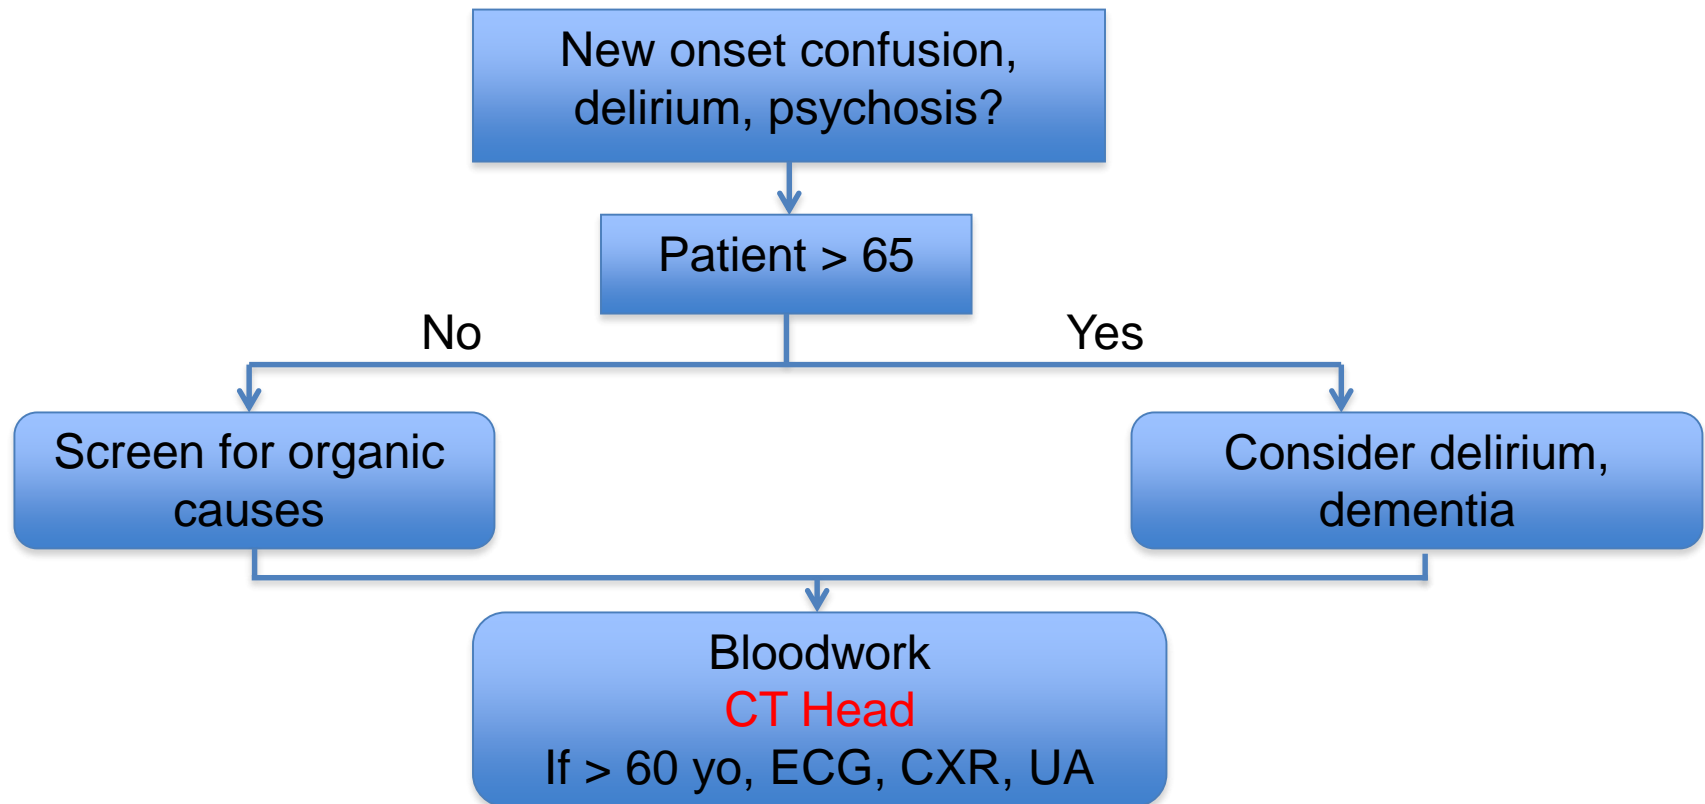 New onset confusion,
delirium, psychosis?
Patient > 65
No
Yes
Screen for organic
causes
Consider delirium,
dementia
Bloodwork
CT Head
If > 60 yo, ECG, CXR, UA